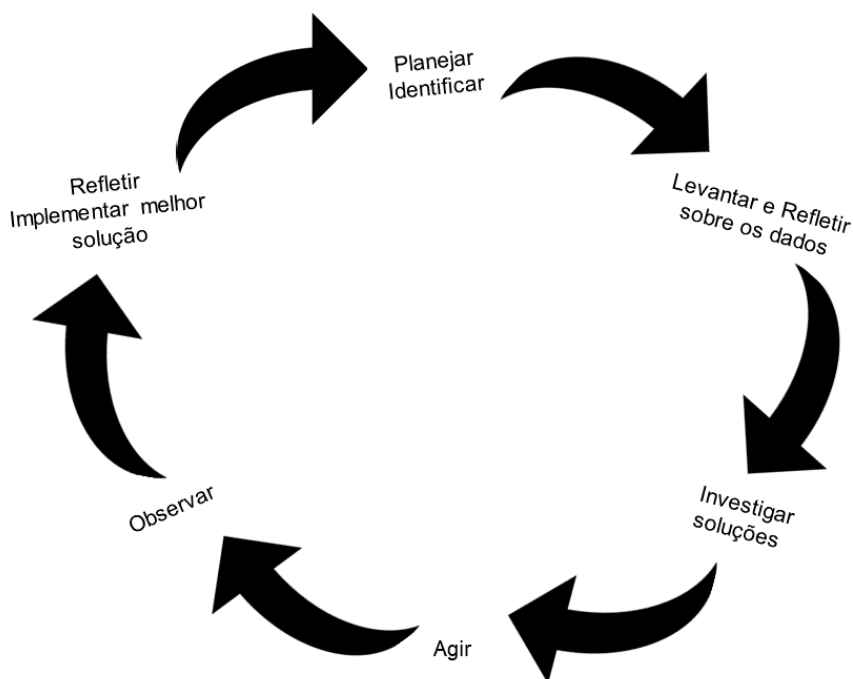 Planejar
Identificar
Levantar e Refletir
sobre os dados
Investigar
soluções
Agir
Observar
Refletir
Implementar melhor
solução